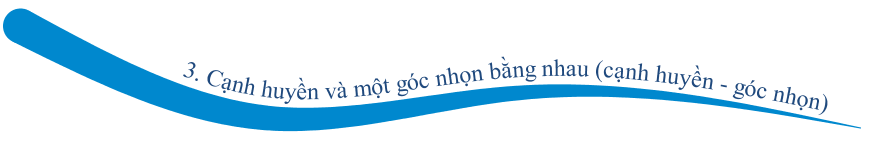 3. Cạnh huyền và một góc nhọn bằng nhau (cạnh huyền - góc nhọn)